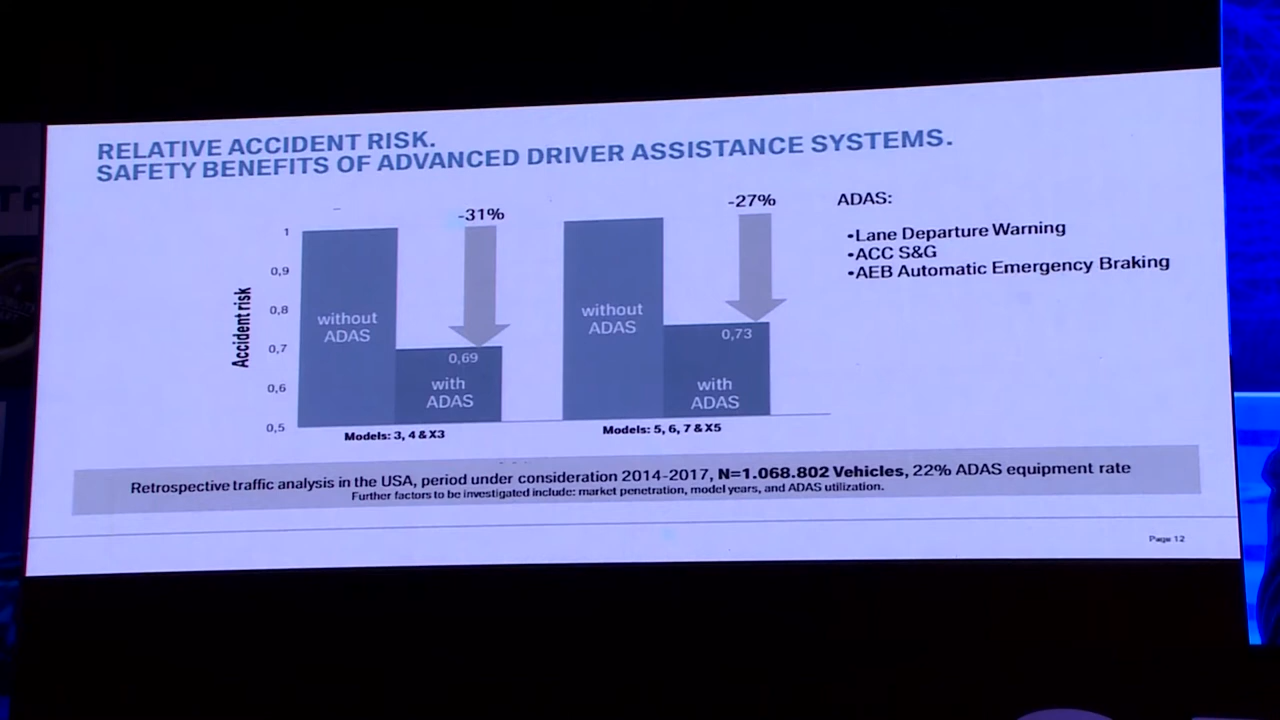 RELATIVE ACCIDENT RISK.
SAFETY BENEFITS OF ADVANCED DRIVER ASSISTANCE SYSTEMS.
-31%
-27%
ADAS:
•Lane Departure Warning
•ACC S&G
•AEB Automatic Emergency Braking
Accident risk
1
0,9
0,8
0,7
0,6
0,5
without
ADAS
0,69
with
ADAS
without
ADAS
0,73
with
ADAS
Models: 3, 4 & X3
Models: 5, 6, 7 & X5
Retrospective traffic analysis in the USA, period under consideration 2014-2017, N=1.068.802 Vehicles, 22% ADAS equipment rate
Further factors to be investigated include: market penetration, model years, and ADAS utilization.
Page 12